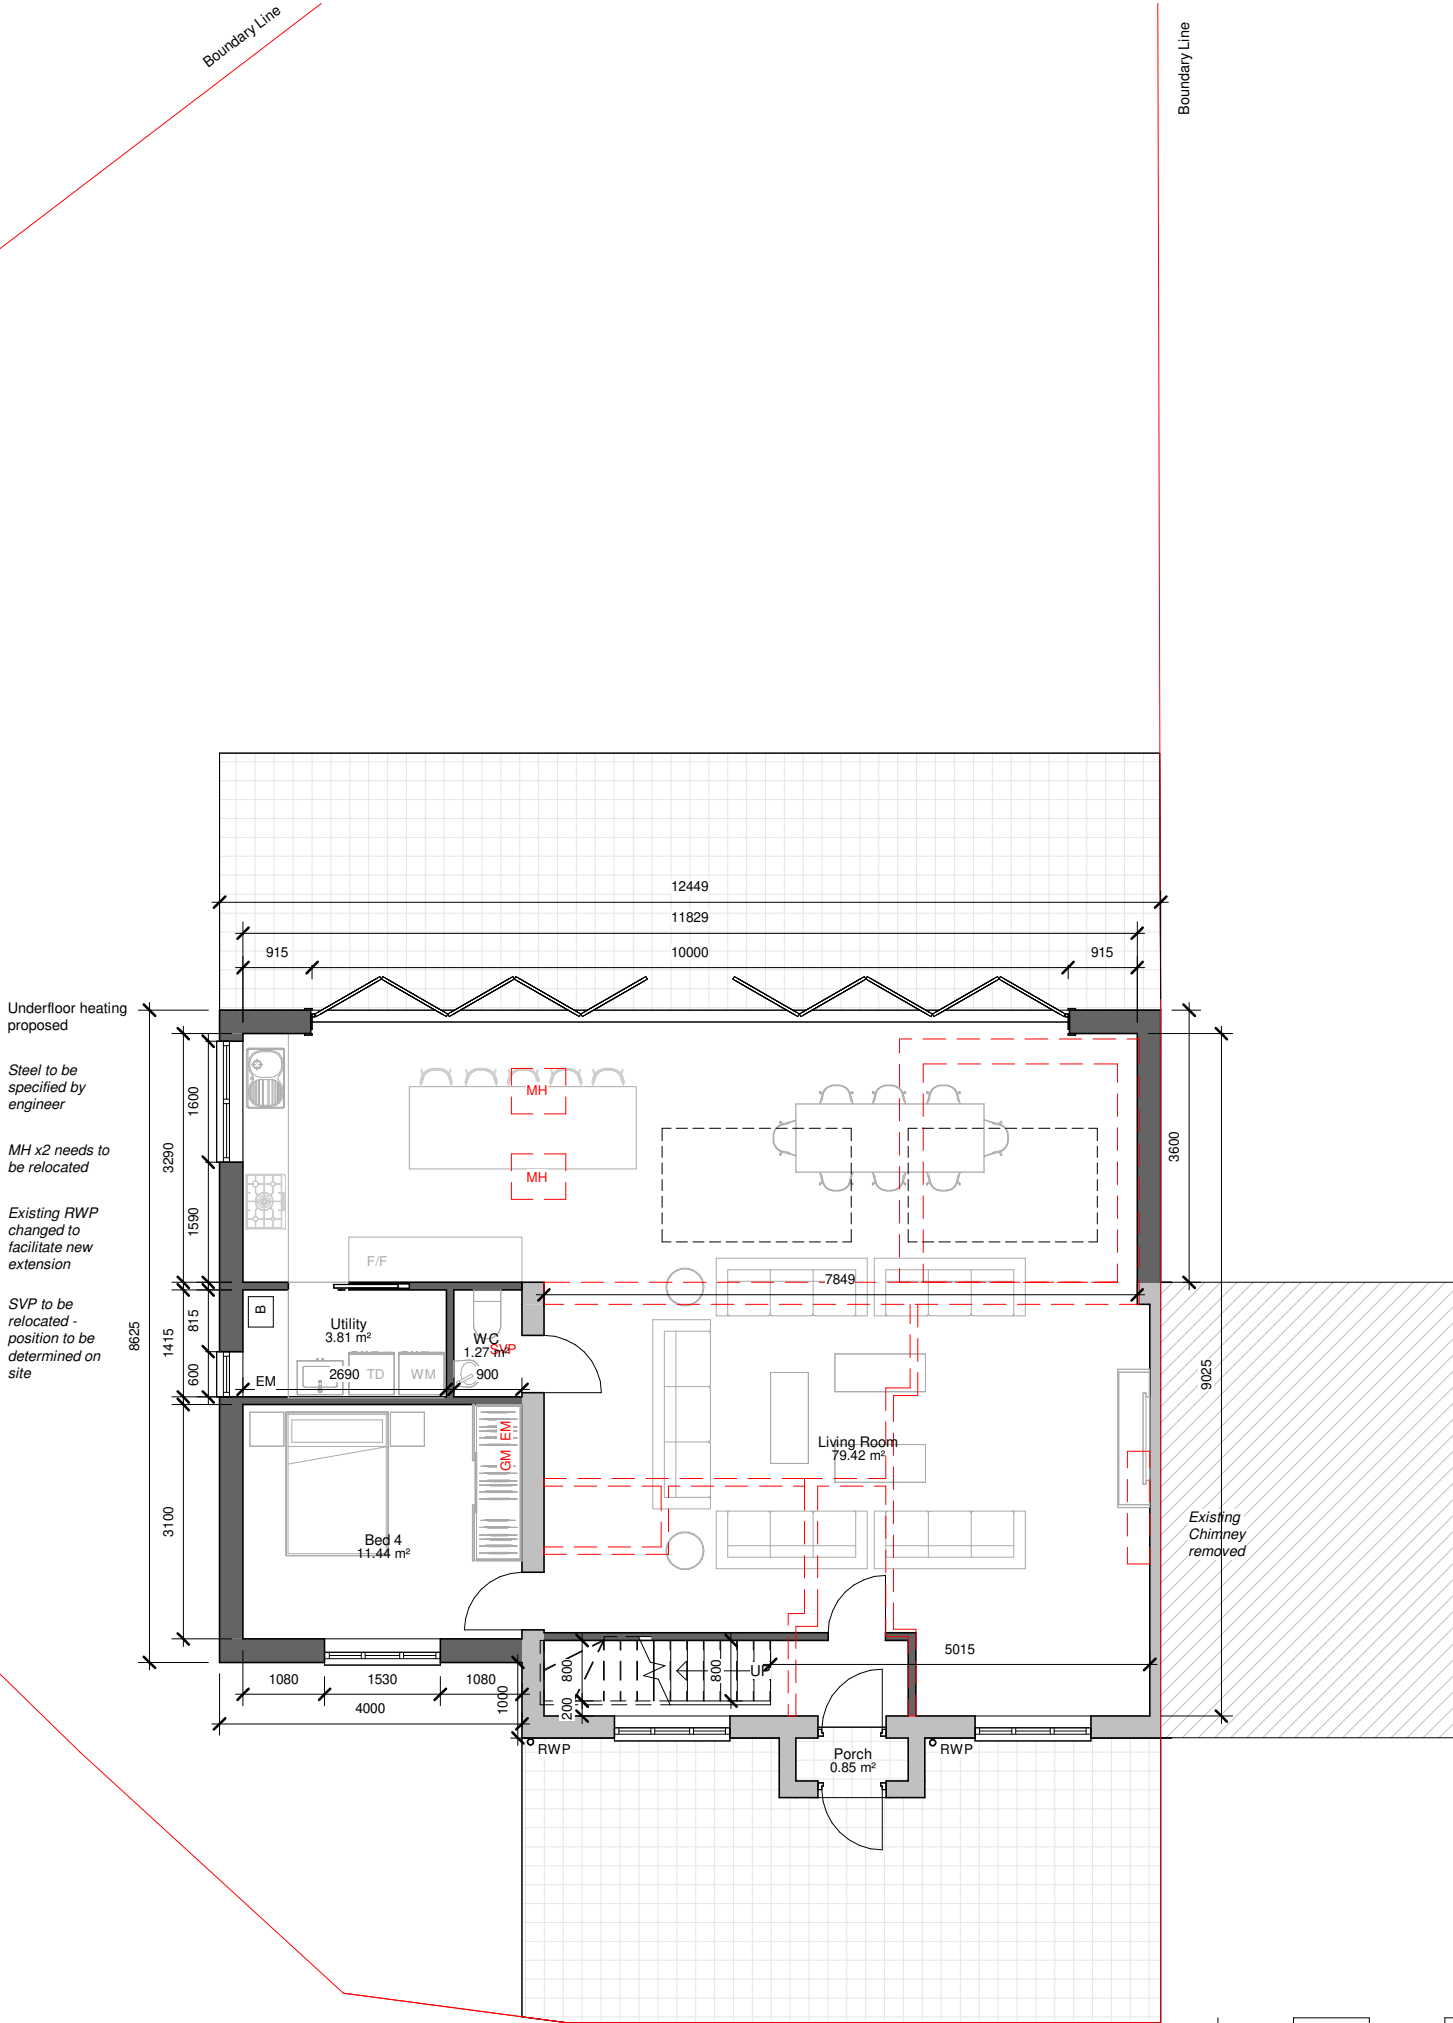 Boundary Line
Boundary Line
12449
11829
915
10000
915
Underfloor heating
proposed
Steel to be
specified by
engineer
MH x2 needs to
be relocated
Existing RWP
changed to
facilitate new
extension
SVP to be
relocated -
position to be
determined on
site
8625
3290
1415
3100
1600
1590
815
600
MH
MH
F/F
3600
9025
7849
B
Utility
3.81 m²
WC
1.27 m²
SVP
EM
2690
TD
WM
900
GM
EM
Living Room
79.42 m²
Bed 4
11.44 m²
Existing
Chimney
removed
800
800
UP
5015
200
1000
1080
1530
1080
4000
RWP
RWP
Porch
0.85 m²